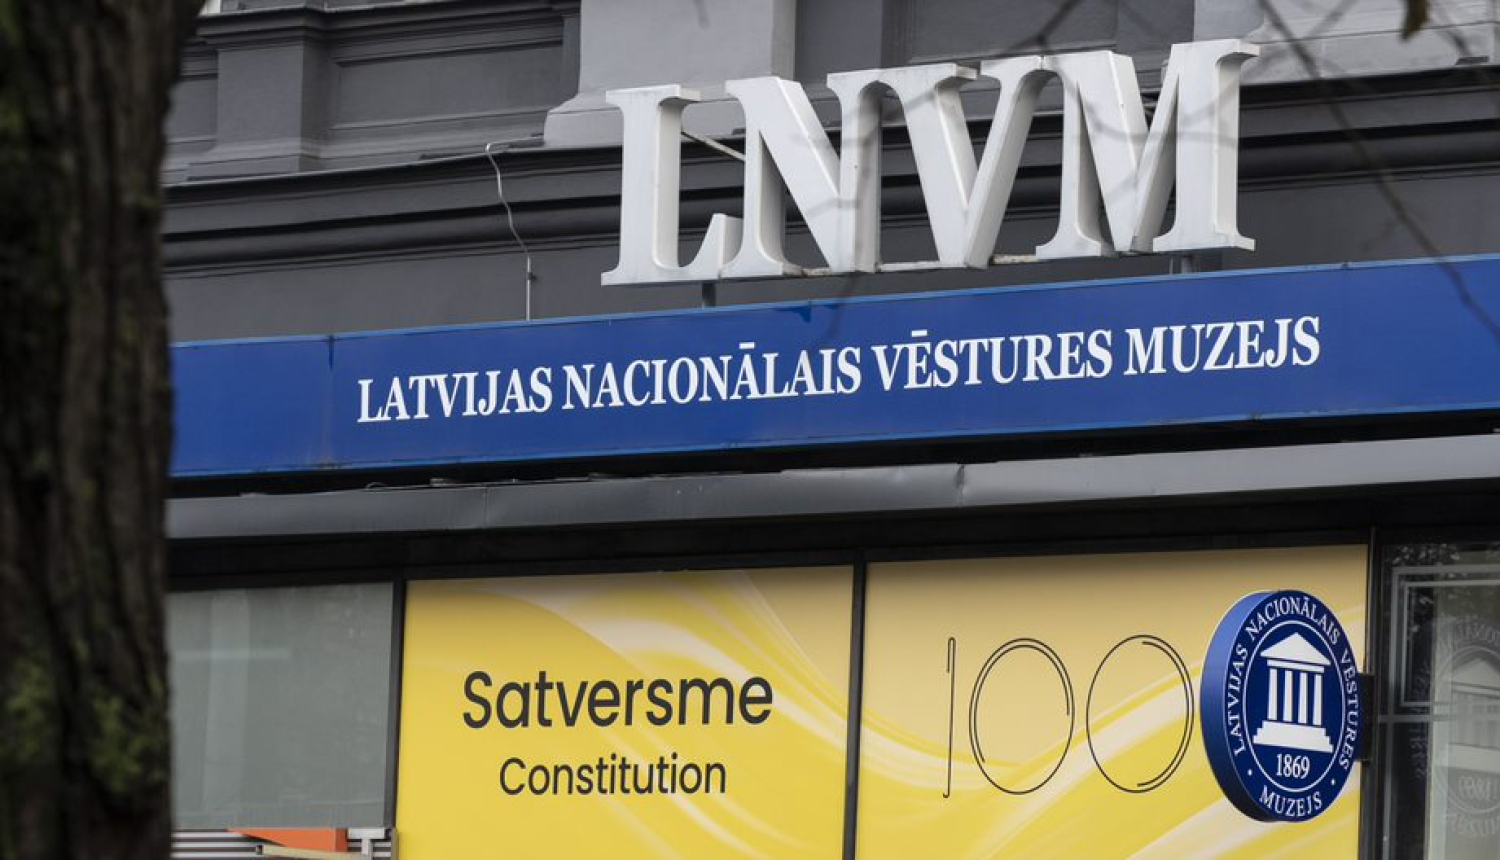 LNVM
LATVIJAS NACIONĀLAIS VĒSTURES MUZEJS
Satversme
Constitution
100
LATVIJAS NACIONĀLAIS VĒSTURES
1869
MUZEJS